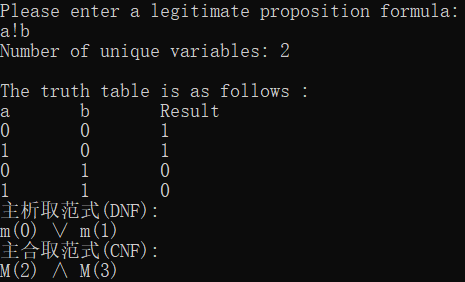 Please enter a legitimate proposition formula:
a!b
Number of unique variables: 2
The truth table is as follows :
a b Result
0 0 1
1 0 1
0 1 0
1 1 0
主析取范式(DNF):
m(0) ∨ m(1)
主合取范式(CNF):
M(2) ∧ M(3)